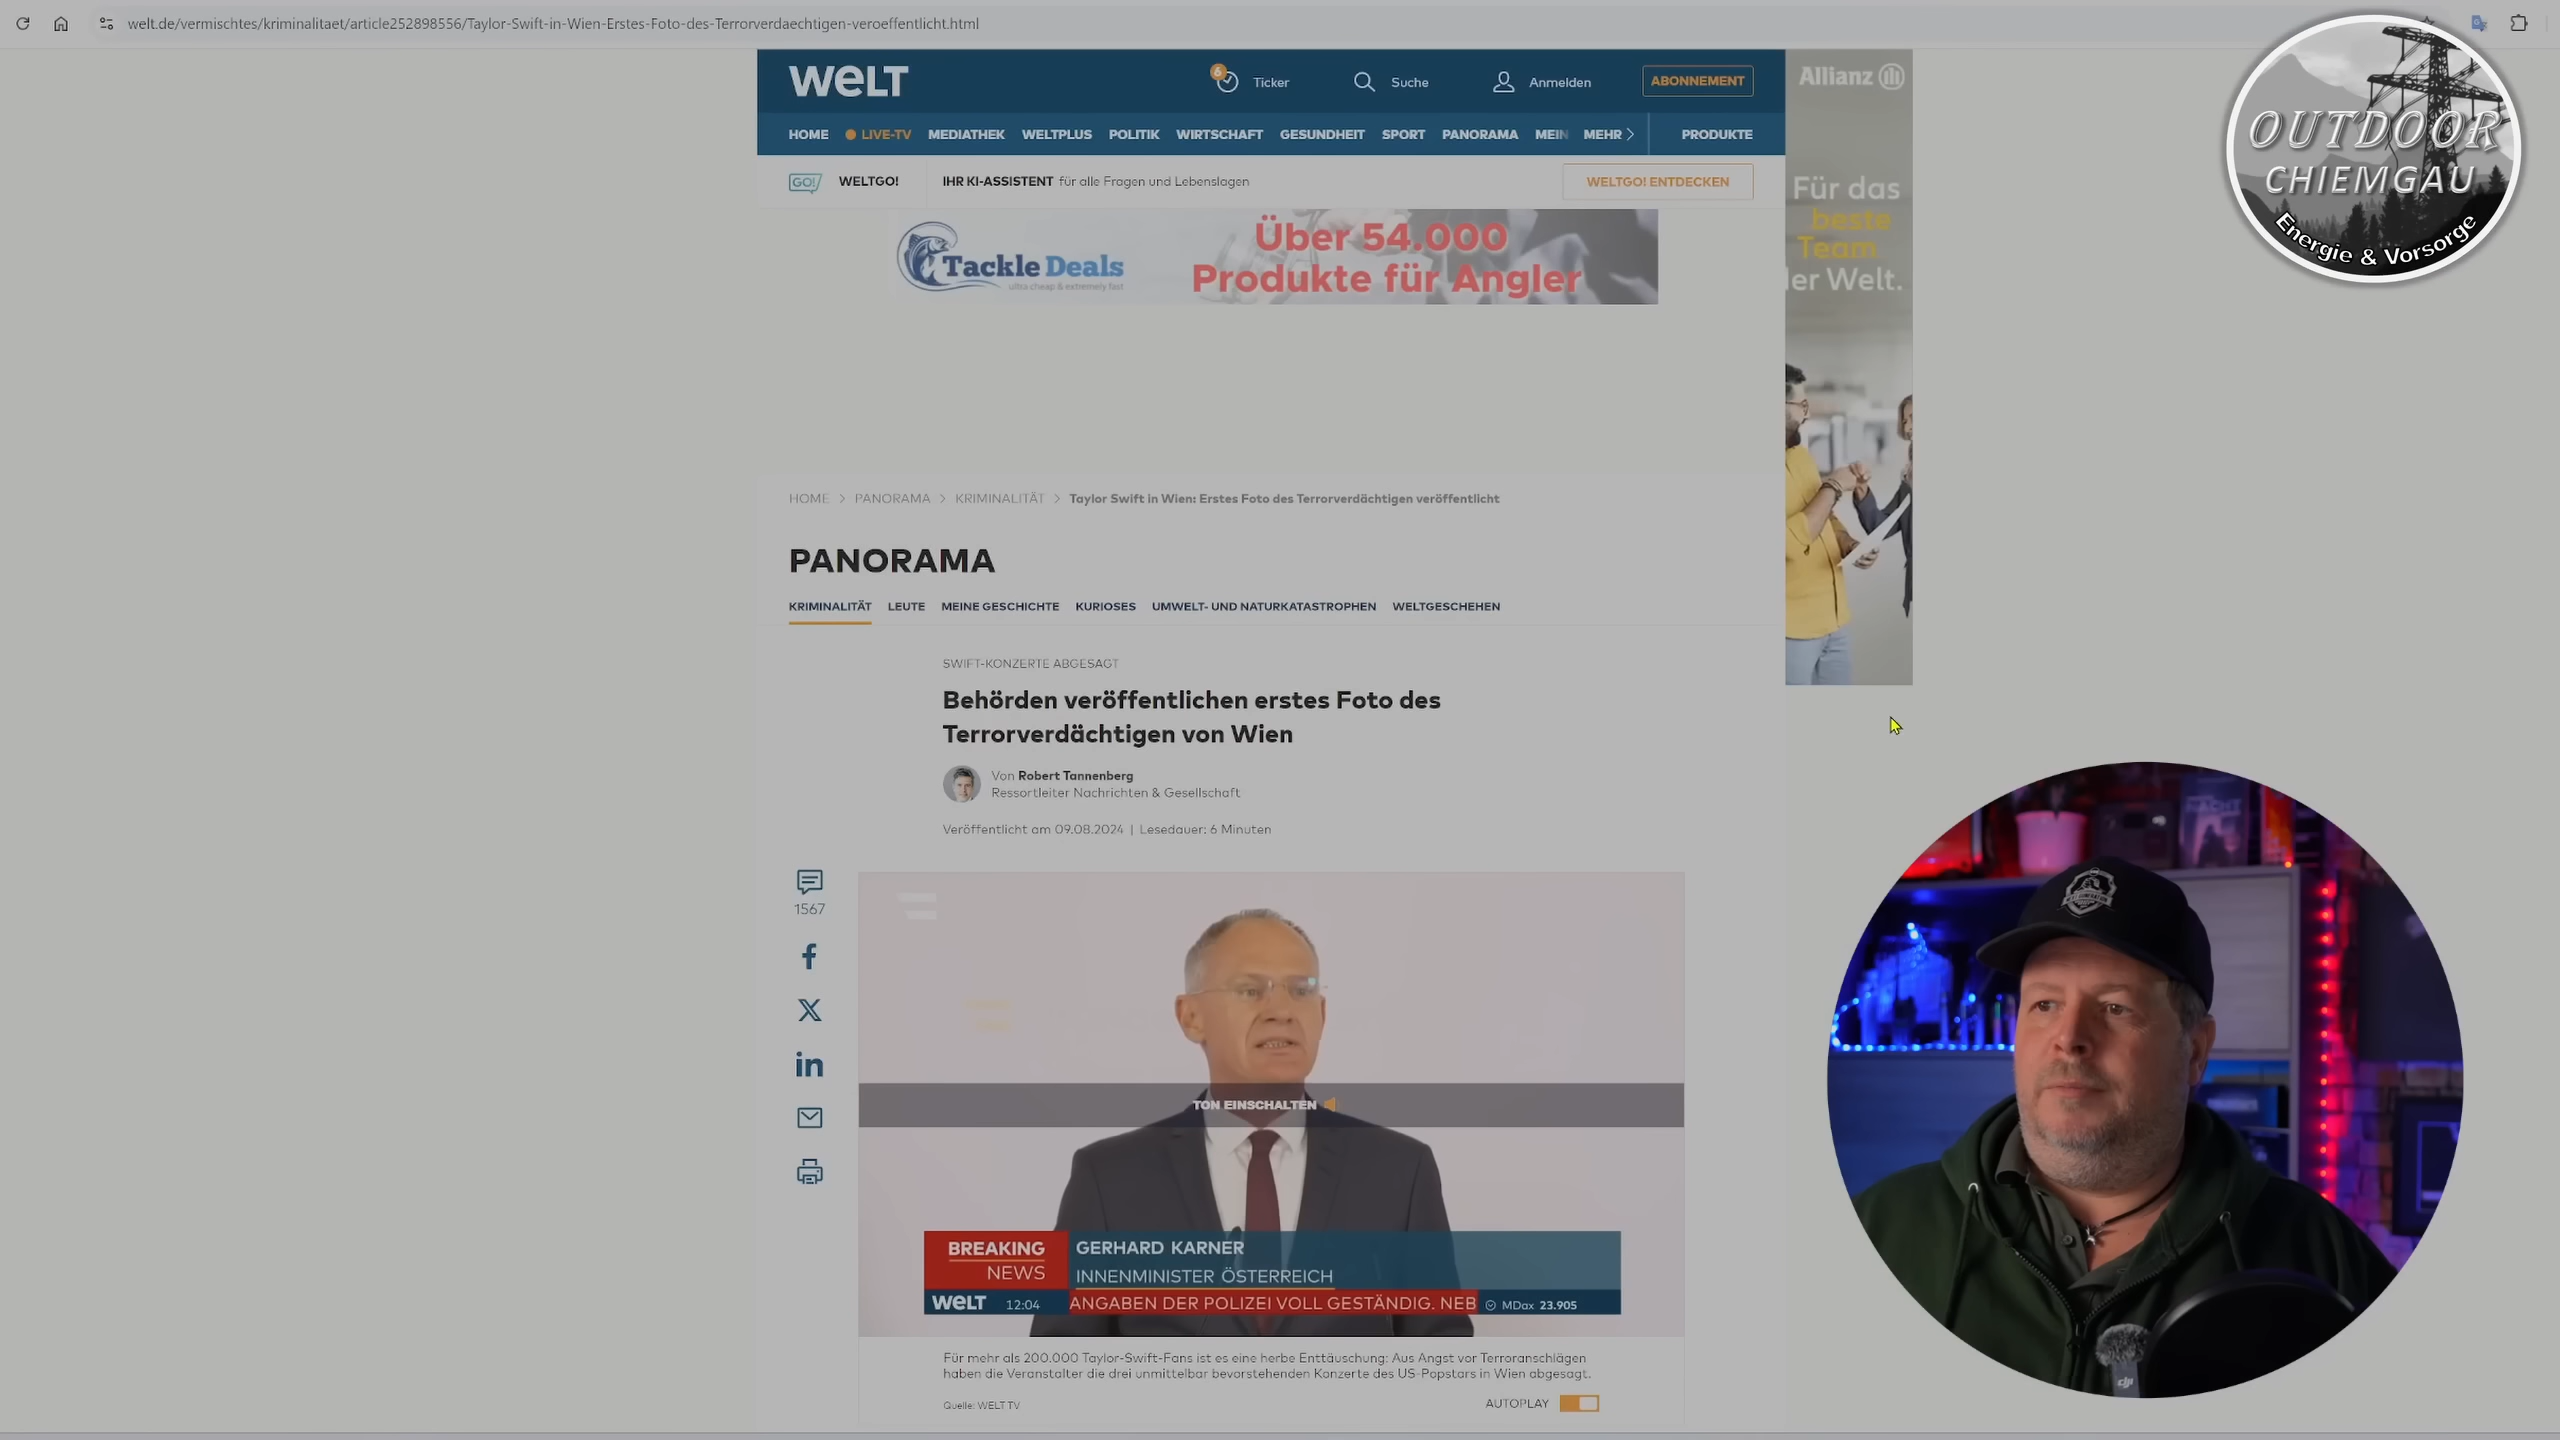 welt.de/vermischtes/kriminalitaet/article252898556/Taylor-Swift-in-Wien-Erstes-Foto-des-Terrorverdaechtigen-veroeffentlicht.html
WELT
6
Ticker
Suche
Anmelden
ABONNEMENT
HOME LIVE-TV MEDIATHEK WELTPLUS POLITIK WIRTSCHAFT GESUNDHEIT SPORT PANORAMA MEIN MEHR PRODUKTE
GO! WELTGO! IHR KI-ASSISTENT für alle Fragen und Lebenslagen WELTGO! ENTDECKEN
Tackle Deals
ultra cheap & extremely fast
Über 54.000
Produkte für Angler
Allianz
Für das
beste
Team
der Welt.
OUTDOOR
CHIEMGAU
Energie & Vorsorge
HOME > PANORAMA > KRIMINALITÄT > Taylor Swift in Wien: Erstes Foto des Terrorverdächtigen veröffentlicht
PANORAMA
KRIMINALITÄT LEUTE MEINE GESCHICHTE KURIOSES UMWELT- UND NATURKATASTROPHEN WELTGESCHEHEN
SWIFT-KONZERTE ABGESAGT
Behörden veröffentlichen erstes Foto des
Terrorverdächtigen von Wien
Von Robert Tannenberg
Ressortleiter Nachrichten & Gesellschaft
Veröffentlicht am 09.08.2024 | Lesedauer: 6 Minuten
1567
TON EINSCHALTEN
BREAKING
NEWS
GERHARD KARNER
INNENMINISTER ÖSTERREICH
WELT 12:04 ANGABEN DER POLIZEI VOLL GESTÄNDIG. NEB MDax 23.905
Für mehr als 200.000 Taylor-Swift-Fans ist es eine herbe Enttäuschung: Aus Angst vor Terroranschlägen
haben die Veranstalter die drei unmittelbar bevorstehenden Konzerte des US-Popstars in Wien abgesagt.
Quelle: WELT TV
AUTOPLAY
dji